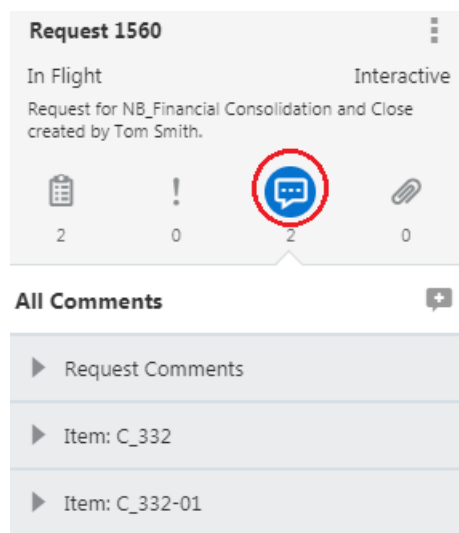 Request 1560
In Flight Interactive
Request for NB_Financial Consolidation and Close
created by Tom Smith.
2 0 2 0
All Comments
Request Comments
Item: C_332
Item: C_332-01